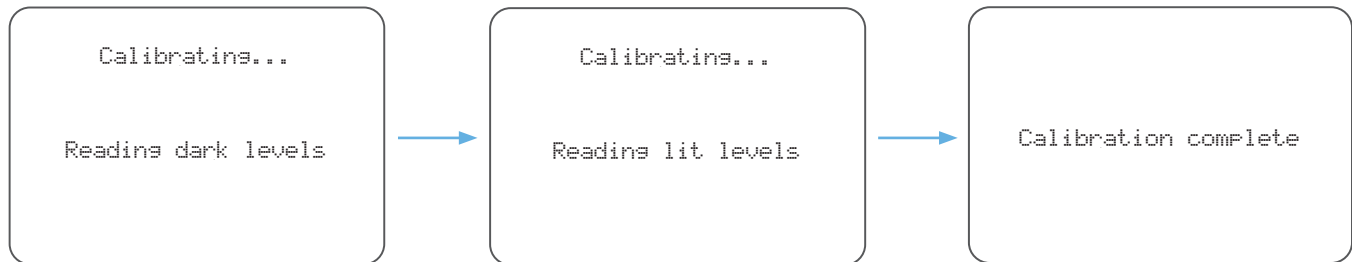 Calibrating...
Reading dark levels
Calibrating...
Reading lit levels
Calibration complete